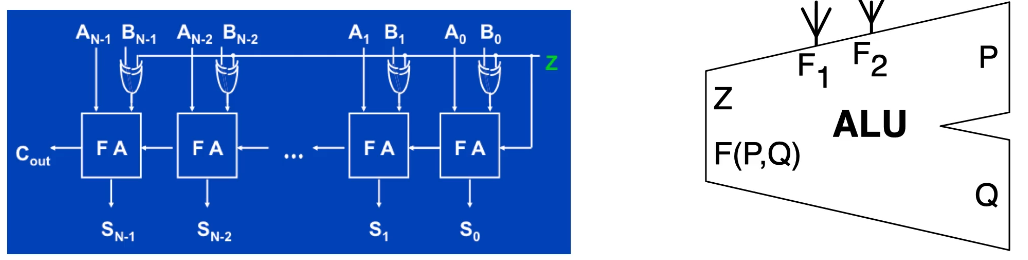 A_{N-1} B_{N-1} A_{N-2} B_{N-2} A_1 B_1 A_0 B_0
Z
C_{out} FA FA ... FA FA
S_{N-1} S_{N-2} S_1 S_0
F_1 F_2 P
Z
ALU
F(P,Q)
Q